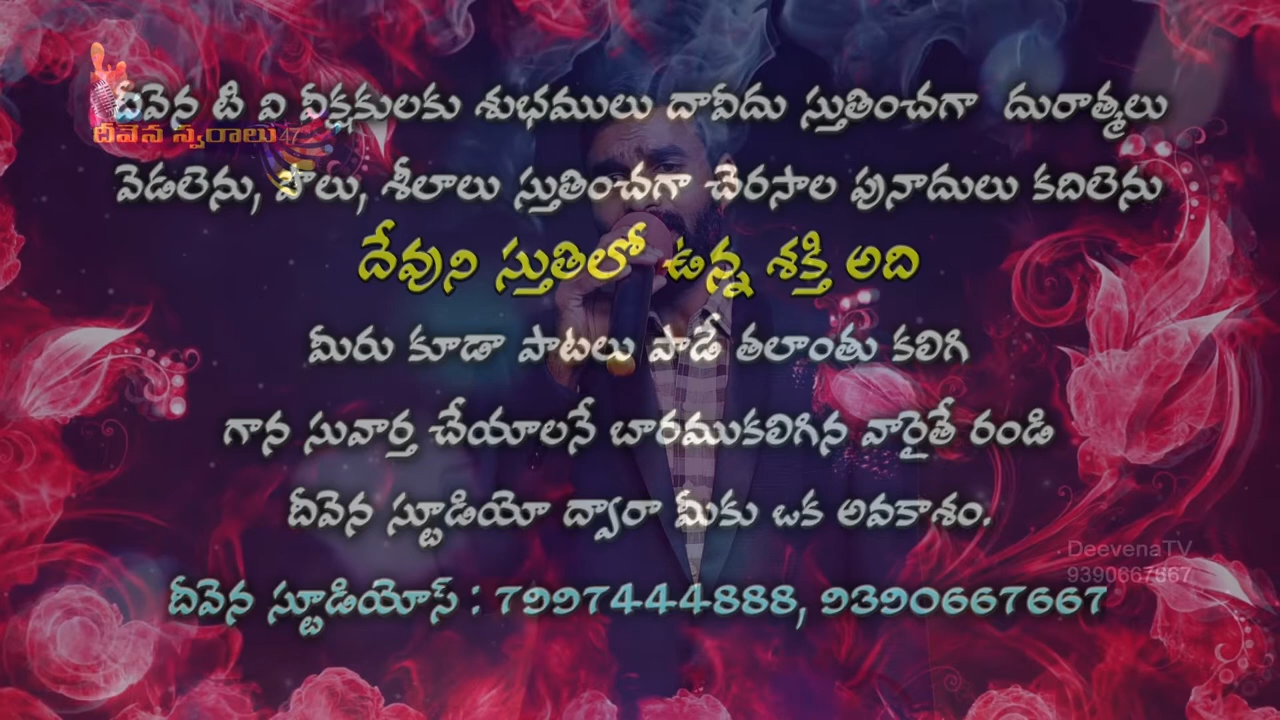 దీవెన టి వి వీక్షకులకు శుభములు దావీదు స్తుతించగా దురాత్మలు
దీవెన స్వరాలు 47
వెడలెను, పౌలు, శీలాలు స్తుతించగా చెరసాల పునాదులు కదిలెను
దేవుని స్తుతిలో ఉన్న శక్తి అది
మీరు కూడా పాటలు పాడే తలాంతు కలిగి
గాన సువార్త చేయాలనే బారముకలిగిన వారైతే రండి
దీవెన స్టూడియో ద్వారా మీకు ఒక అవకాశం.
DeevenaTV
9390667667
దీవెన స్టూడియోస్ : 7997444888, 9390667667